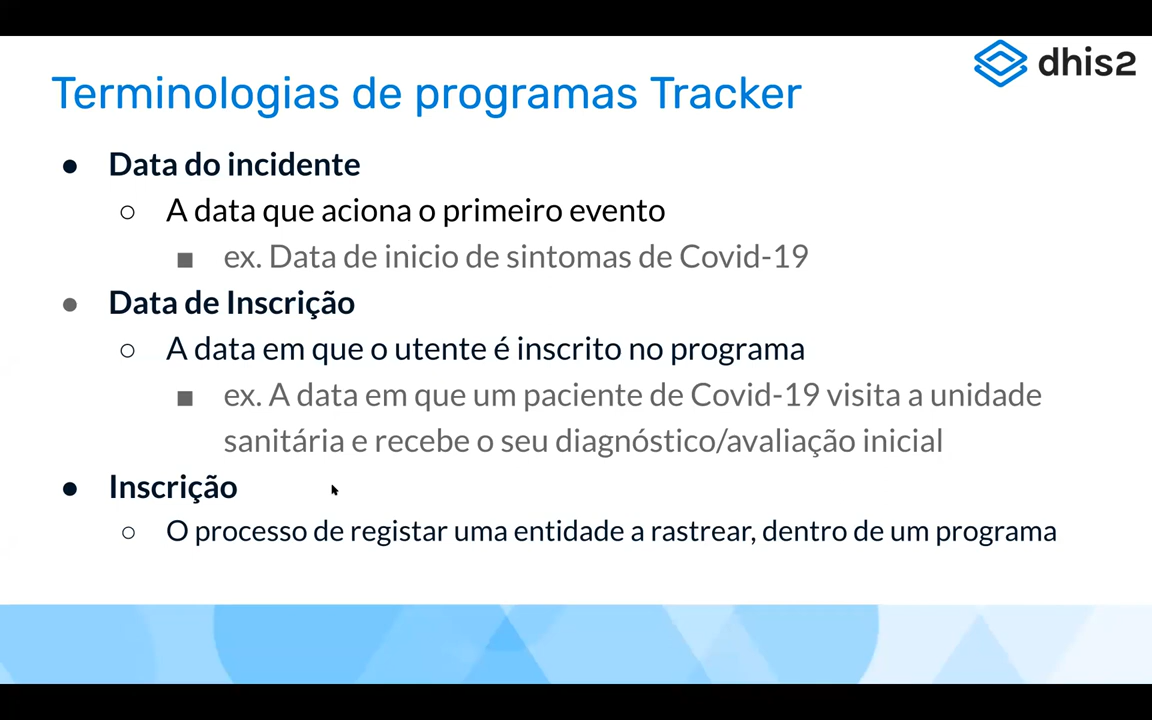 dhis2
Terminologias de programas Tracker
● Data do incidente
○ A data que aciona o primeiro evento
■ ex. Data de inicio de sintomas de Covid-19
● Data de Inscrição
○ A data em que o utente é inscrito no programa
■ ex. A data em que um paciente de Covid-19 visita a unidade
sanitária e recebe o seu diagnóstico/avaliação inicial
● Inscrição
○ O processo de registar uma entidade a rastrear, dentro de um programa